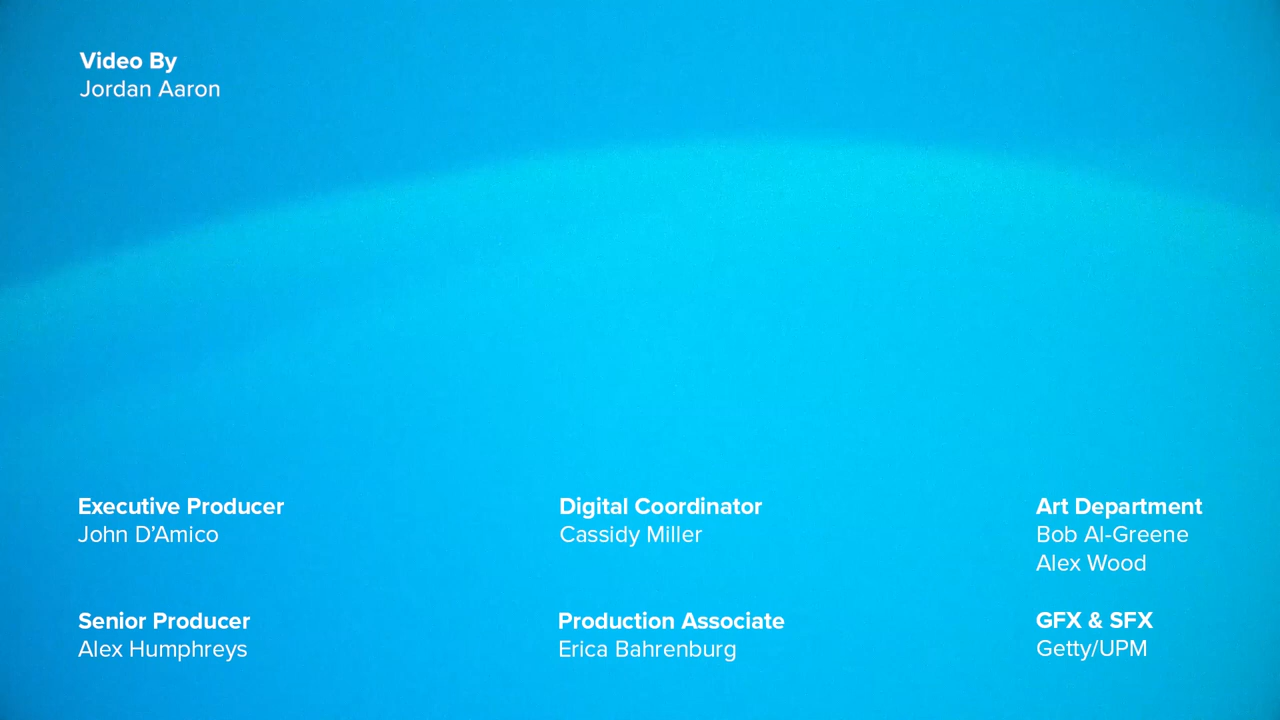 Video By
Jordan Aaron
Executive Producer
John D’Amico
Digital Coordinator
Cassidy Miller
Art Department
Bob Al-Greene
Alex Wood
Senior Producer
Alex Humphreys
Production Associate
Erica Bahrenburg
GFX & SFX
Getty/UPM